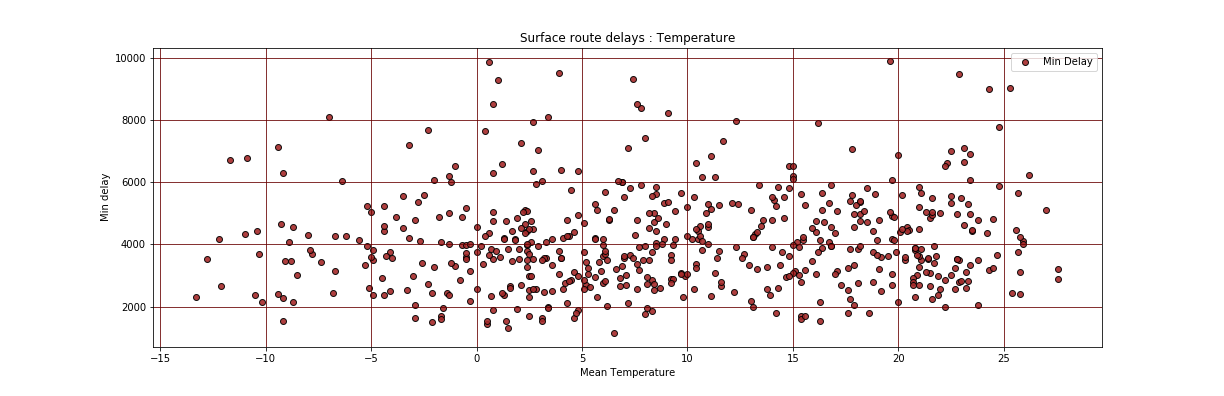 Surface route delays : Temperature
Min Delay
10000
8000
6000
4000
2000
Min delay
−15 −10 −5 0 5 10 15 20 25
Mean Temperature